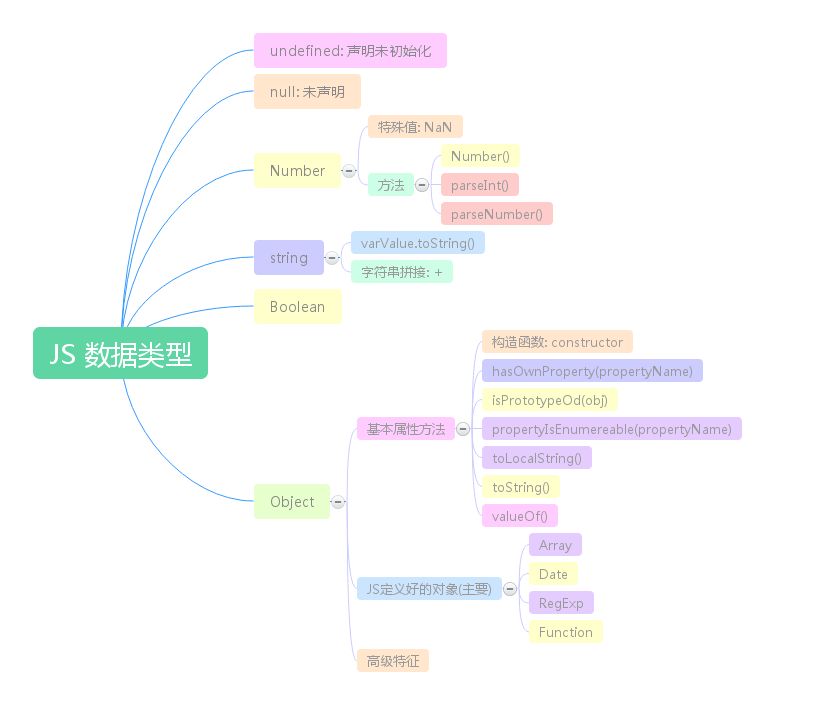 undefined: 声明未初始化
null: 未声明
特殊值: NaN
Number
Number()
方法
parseInt()
parseNumber()
varValue.toString()
string
字符串拼接: +
Boolean
JS 数据类型
构造函数: constructor
hasOwnProperty(propertyName)
isPrototypeOd(obj)
基本属性方法
propertyIsEnumereable(propertyName)
toLocalString()
toString()
Object
valueOf()
Array
Date
JS定义好的对象(主要)
RegExp
Function
高级特征